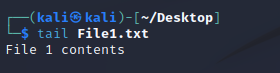 ┌──(kali㉿kali)-[~/Desktop]
└─$ tail File1.txt
File 1 contents